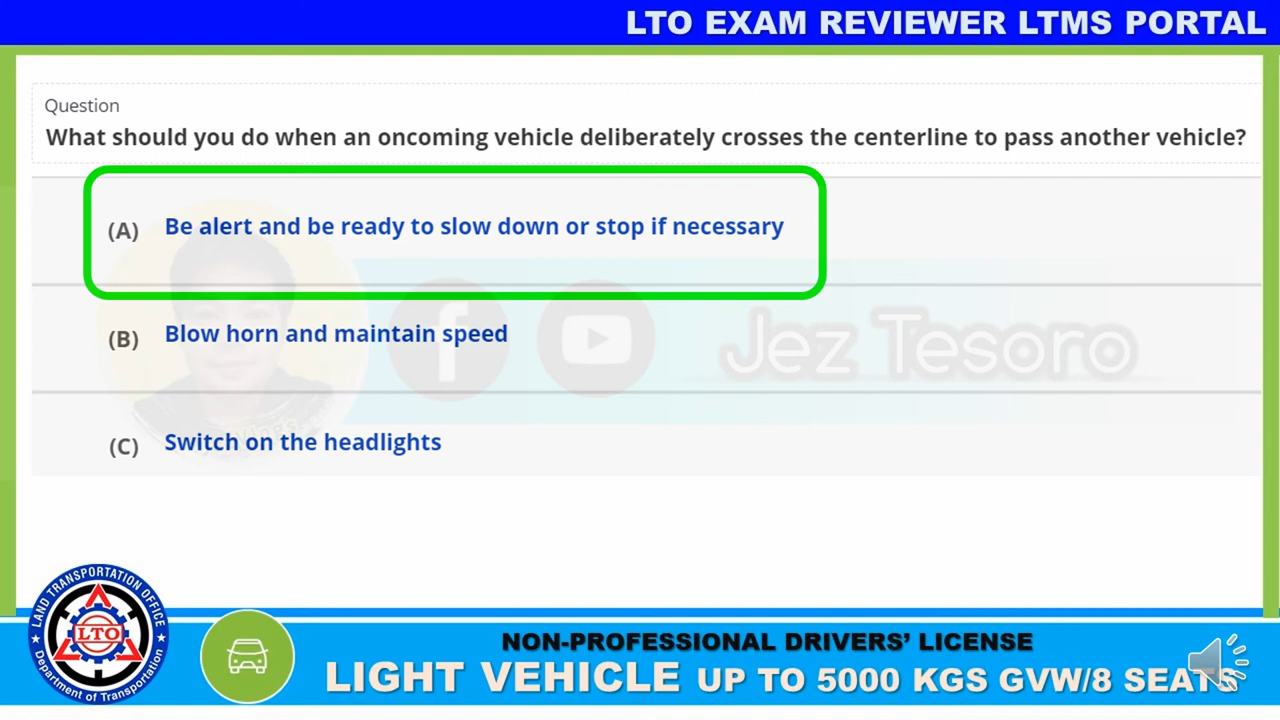 LTO EXAM REVIEWER LTMS PORTAL
Question
What should you do when an oncoming vehicle deliberately crosses the centerline to pass another vehicle?
(A) Be alert and be ready to slow down or stop if necessary
(B) Blow horn and maintain speed
Jez Tesoro
(C) Switch on the headlights
LAND TRANSPORTATION OFFICE
LTO
Department of Transportation
NON-PROFESSIONAL DRIVERS’ LICENSE
LIGHT VEHICLE UP TO 5000 KGS GVW/8 SEATS